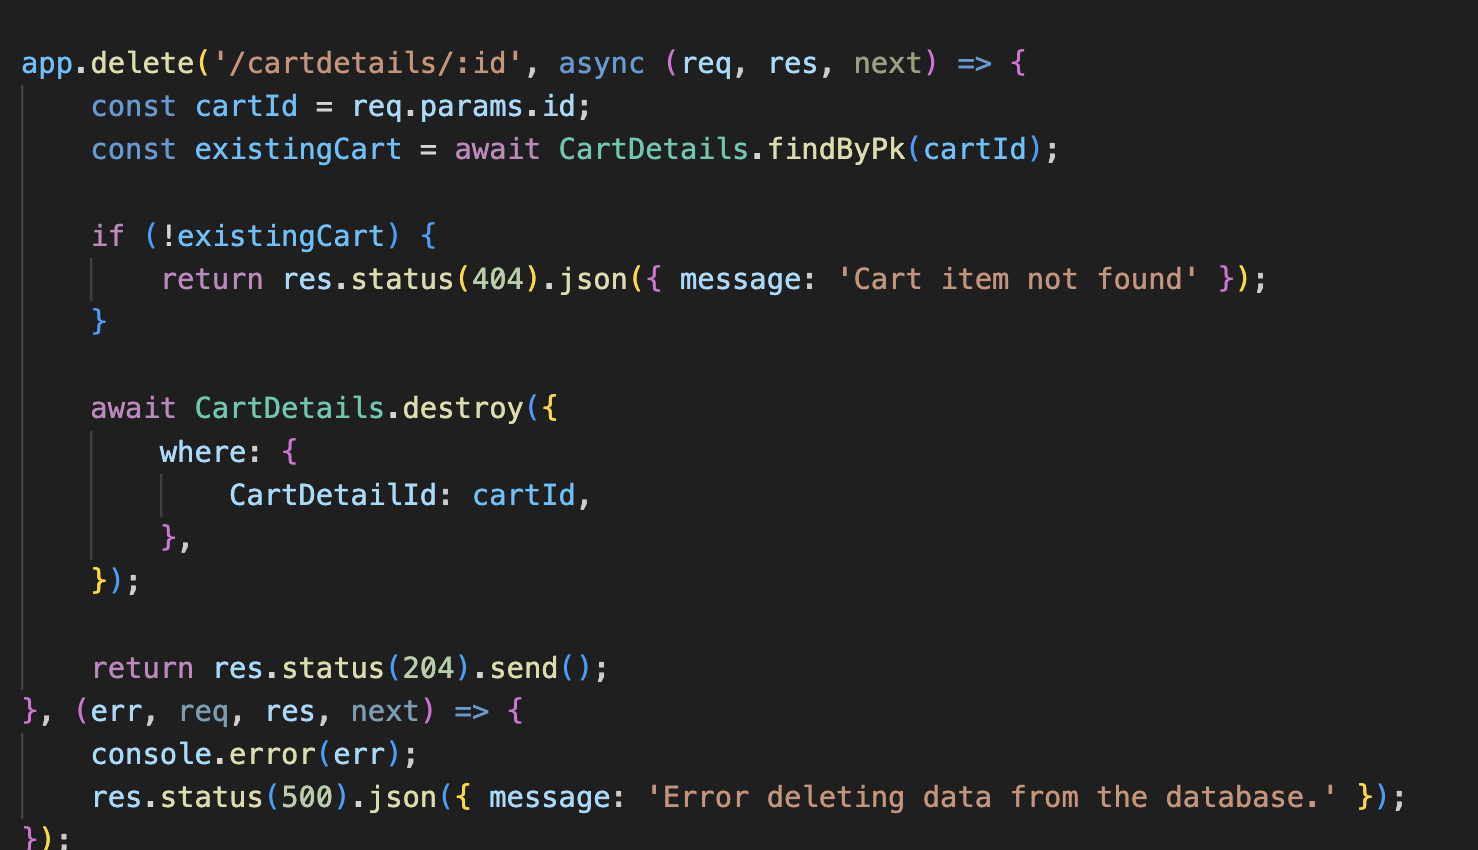 app.delete('/cartdetails/:id', async (req, res, next) => {
    const cartId = req.params.id;
    const existingCart = await CartDetails.findByPk(cartId);
    if (!existingCart) {
        return res.status(404).json({ message: 'Cart item not found' });
    }
    await CartDetails.destroy({
        where: {
            CartDetailId: cartId,
        },
    });
    return res.status(204).send();
}, (err, req, res, next) => {
    console.error(err);
    res.status(500).json({ message: 'Error deleting data from the database.' });
});